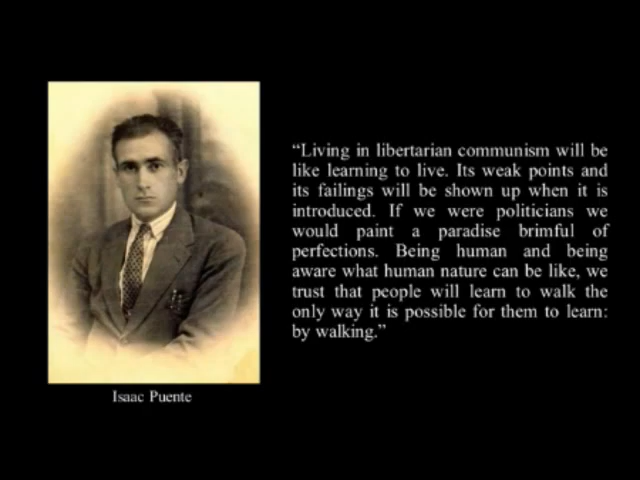 “Living in libertarian communism will be
like learning to live. Its weak points and
its failings will be shown up when it is
introduced. If we were politicians we
would paint a paradise brimful of
perfections. Being human and being
aware what human nature can be like, we
trust that people will learn to walk the
only way it is possible for them to learn:
by walking.”
Isaac Puente